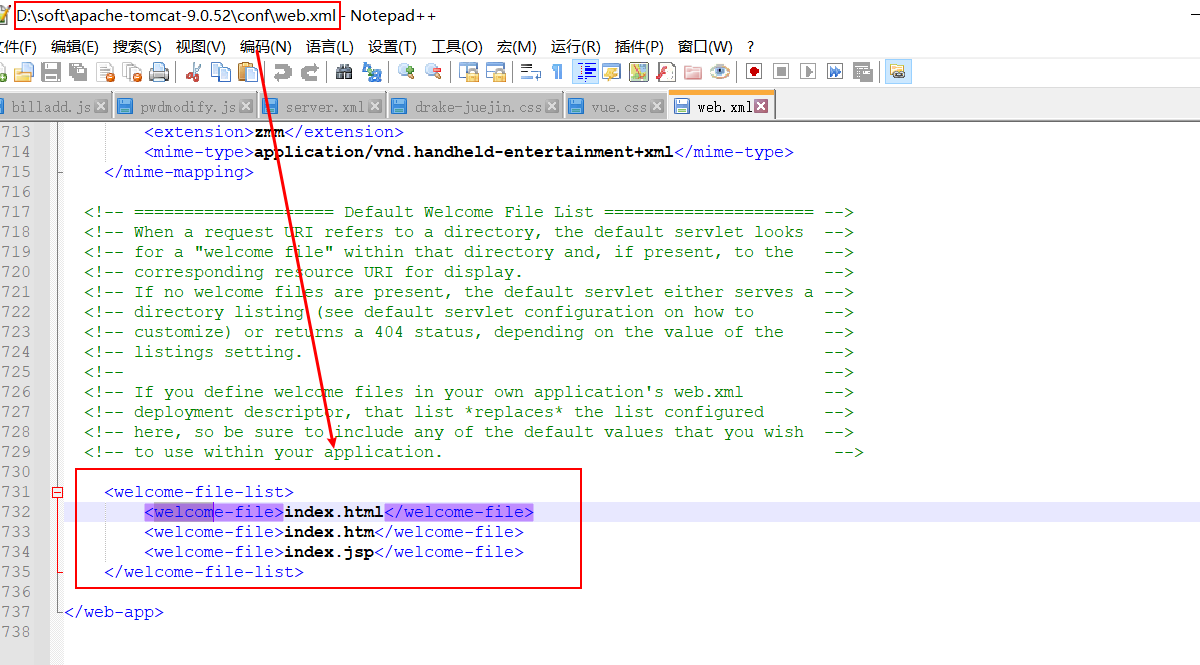 D:\soft\apache-tomcat-9.0.52\conf\web.xml - Notepad++
文件(F) 编辑(E) 搜索(S) 视图(V) 编码(N) 语言(L) 设置(T) 工具(O) 宏(M) 运行(R) 插件(P) 窗口(W) ?
billadd.js pwdmodify.js server.xml drake-juejin.css vue.css web.xml
713 <extension>zmm</extension>
714 <mime-type>application/vnd.handheld-entertainment+xml</mime-type>
715 </mime-mapping>
716
717 <!-- ==================== Default Welcome File List ===================== -->
718 <!-- When a request URI refers to a directory, the default servlet looks -->
719 <!-- for a "welcome file" within that directory and, if present, to the -->
720 <!-- corresponding resource URI for display. -->
721 <!-- If no welcome files are present, the default servlet either serves a -->
722 <!-- directory listing (see default servlet configuration on how to -->
723 <!-- customize) or returns a 404 status, depending on the value of the -->
724 <!-- listings setting. -->
725 <!-- -->
726 <!-- If you define welcome files in your own application's web.xml -->
727 <!-- deployment descriptor, that list *replaces* the list configured -->
728 <!-- here, so be sure to include any of the default values that you wish -->
729 <!-- to use within your application. -->
730
731 <welcome-file-list>
732 <welcome-file>index.html</welcome-file>
733 <welcome-file>index.htm</welcome-file>
734 <welcome-file>index.jsp</welcome-file>
735 </welcome-file-list>
736
737 </web-app>
738